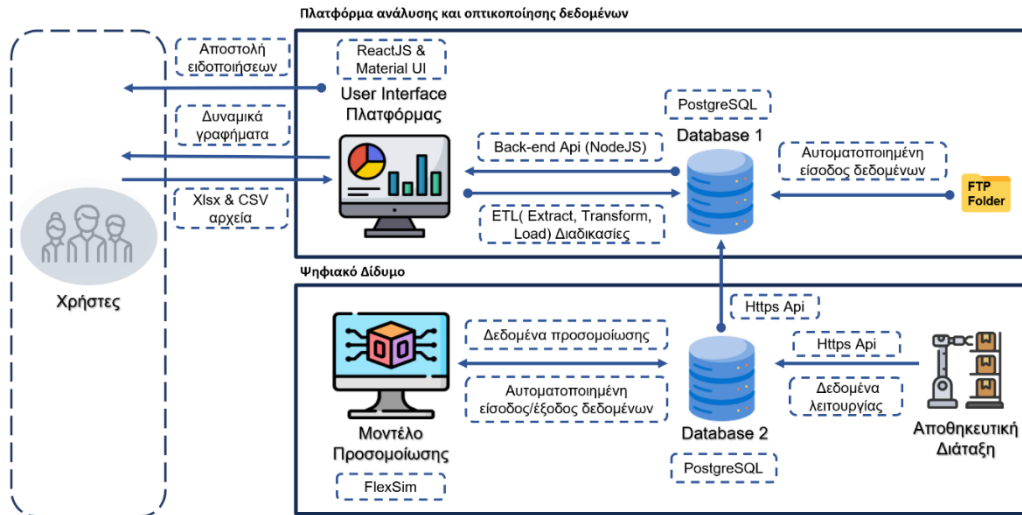 Πλατφόρμα ανάλυσης και οπτικοποίησης δεδομένων
Αποστολή
ειδοποιήσεων
ReactJS &
Material UI
User Interface
Πλατφόρμας
Δυναμικά
γραφήματα
Xlsx & CSV
αρχεία
Χρήστες
Back-end Api (NodeJS)
ETL( Extract, Transform,
Load) Διαδικασίες
PostgreSQL
Database 1
Αυτοματοποιημένη
είσοδος δεδομένων
FTP
Folder
Ψηφιακό Δίδυμο
Https Api
Δεδομένα προσομοίωσης
Αυτοματοποιημένη
είσοδος/έξοδος δεδομένων
Μοντέλο
Προσομοίωσης
FlexSim
Database 2
PostgreSQL
Https Api
Δεδομένα
λειτουργίας
Αποθηκευτική
Διάταξη